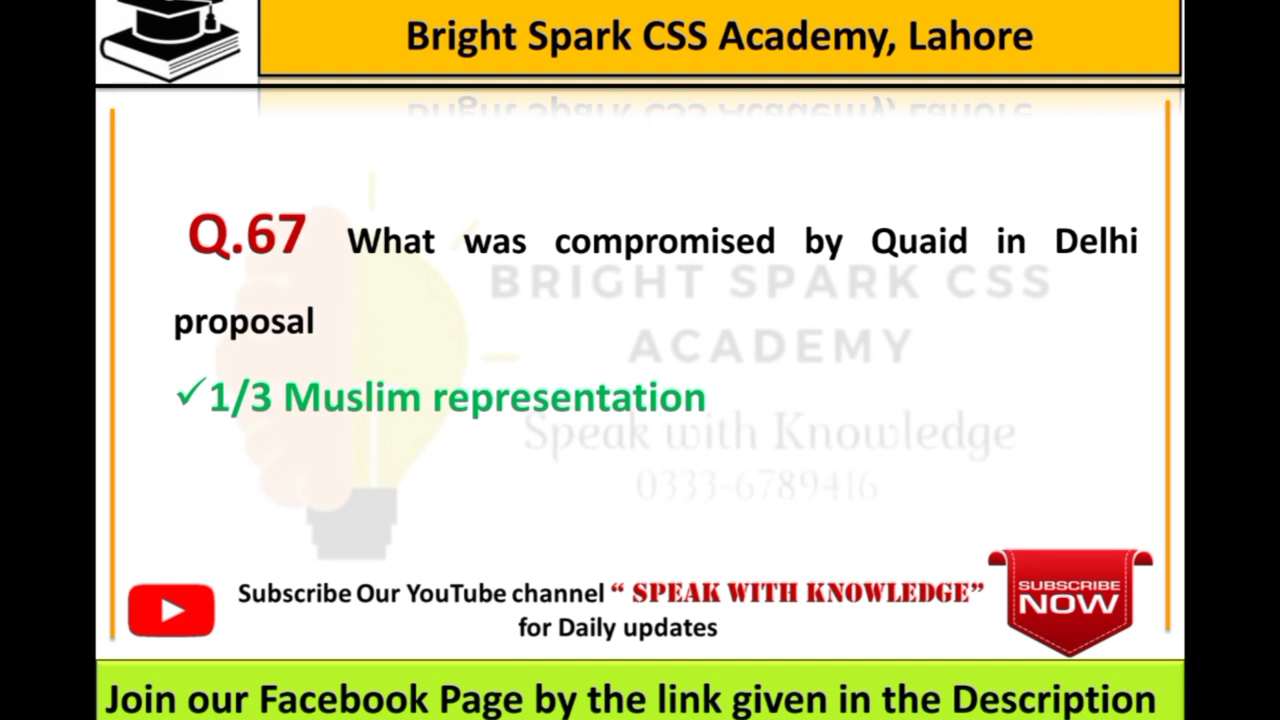 Bright Spark CSS Academy, Lahore
Q.67 What was compromised by Quaid in Delhi
proposal
✓1/3 Muslim representation
BRIGHT SPARK CSS
ACADEMY
Speak with Knowledge
0333-6789416
Subscribe Our YouTube channel “ SPEAK WITH KNOWLEDGE”
for Daily updates
SUBSCRIBE
NOW
Join our Facebook Page by the link given in the Description